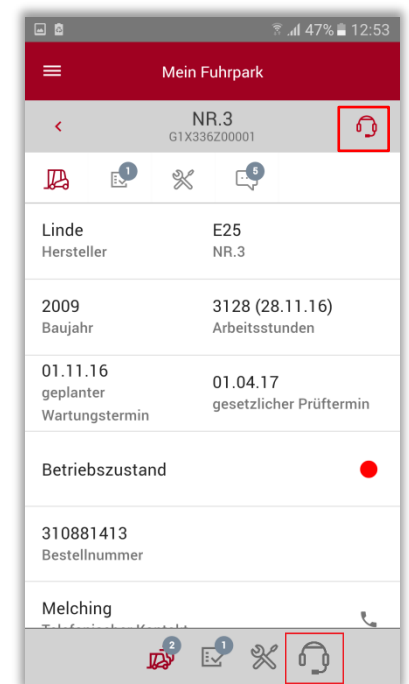 47% 12:53
Mein Fuhrpark
NR.3
G1X336Z00001
1
5
Linde
Hersteller
E25
NR.3
2009
Baujahr
3128 (28.11.16)
Arbeitsstunden
01.11.16
geplanter
Wartungstermin
01.04.17
gesetzlicher Prüftermin
Betriebszustand
310881413
Bestellnummer
Melching
Telefonischer Kontakt
2
1